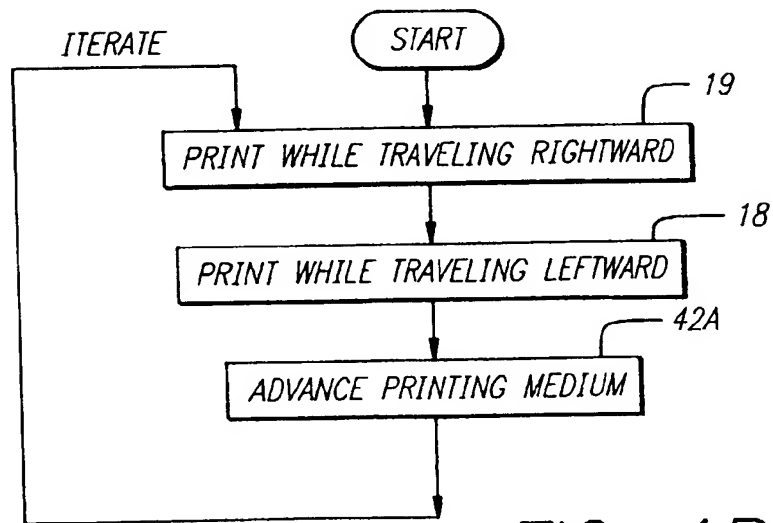 ITERATE
START
19
PRINT WHILE TRAVELING RIGHTWARD
18
PRINT WHILE TRAVELING LEFTWARD
42A
ADVANCE PRINTING MEDIUM